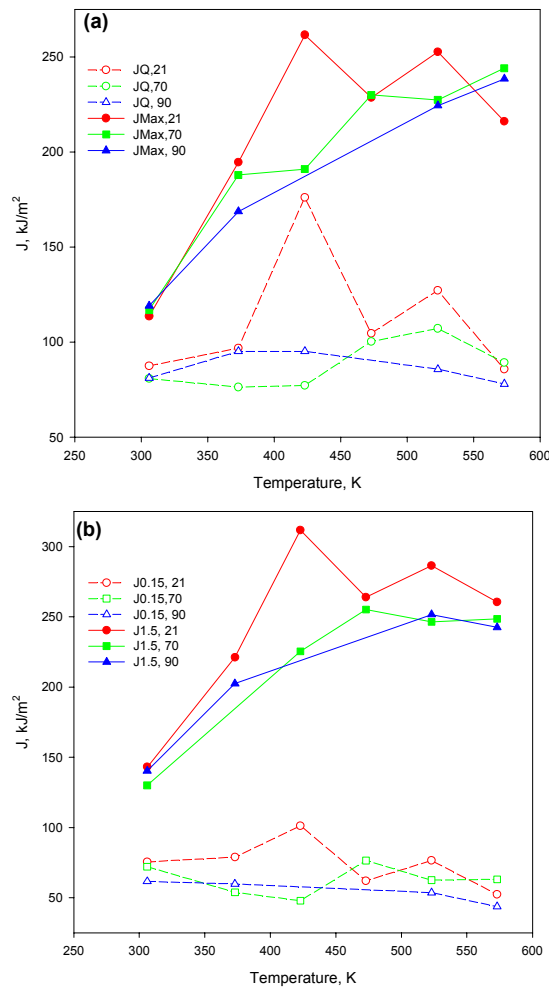 (a)
JQ,21
JQ,70
JQ, 90
JMax,21
JMax,70
JMax, 90
250
200
150
100
50
J, kJ/m²
250 300 350 400 450 500 550 600
Temperature, K
(b)
J0.15, 21
J0.15,70
J0.15, 90
J1.5, 21
J1.5, 70
J1.5, 90
300
250
200
150
100
50
J, kJ/m²
250 300 350 400 450 500 550 600
Temperature, K